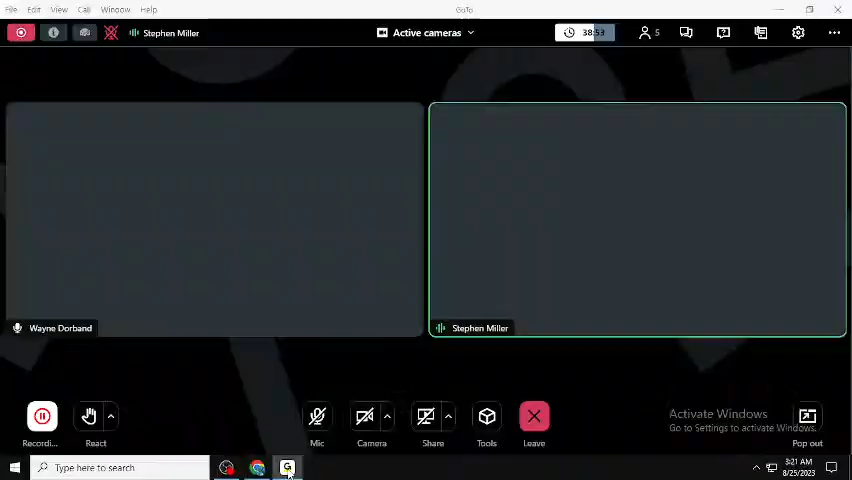 File Edit View Call Window Help GoTo
Stephen Miller Active cameras 38:53 5
Wayne Dorband
Stephen Miller
Recordi... React Mic Camera Share Tools Leave Pop out
Activate Windows
Go to Settings to activate Windows.
Type here to search
G
3:21 AM
8/25/2023